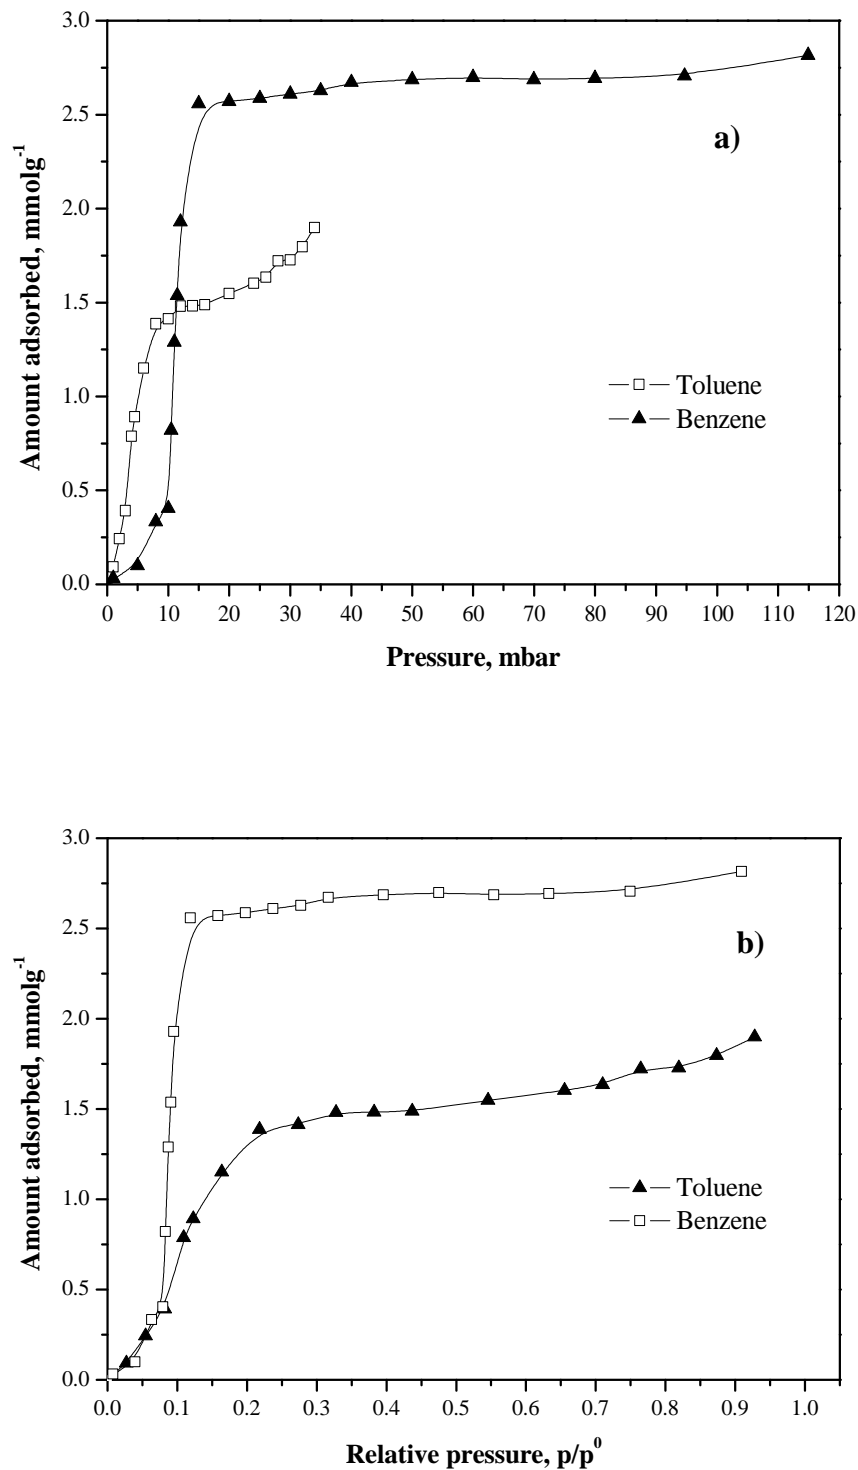 3.0
2.5
a)
2.0
1.5
1.0
0.5
0.0
Amount adsorbed, mmolg⁻¹
Toluene
Benzene
0 10 20 30 40 50 60 70 80 90 100 110 120
Pressure, mbar
3.0
2.5
b)
2.0
1.5
1.0
0.5
0.0
Amount adsorbed, mmolg⁻¹
Toluene
Benzene
0.0 0.1 0.2 0.3 0.4 0.5 0.6 0.7 0.8 0.9 1.0
Relative pressure, p/p⁰